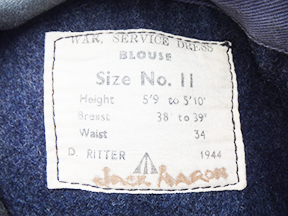 WAR. SERVICE DRESS
BLOUSE
Size No. 11
Height 5'9 to 5'10'
Breast 38' to 39'
Waist 34
D. RITTER 1944
Jack Aaron